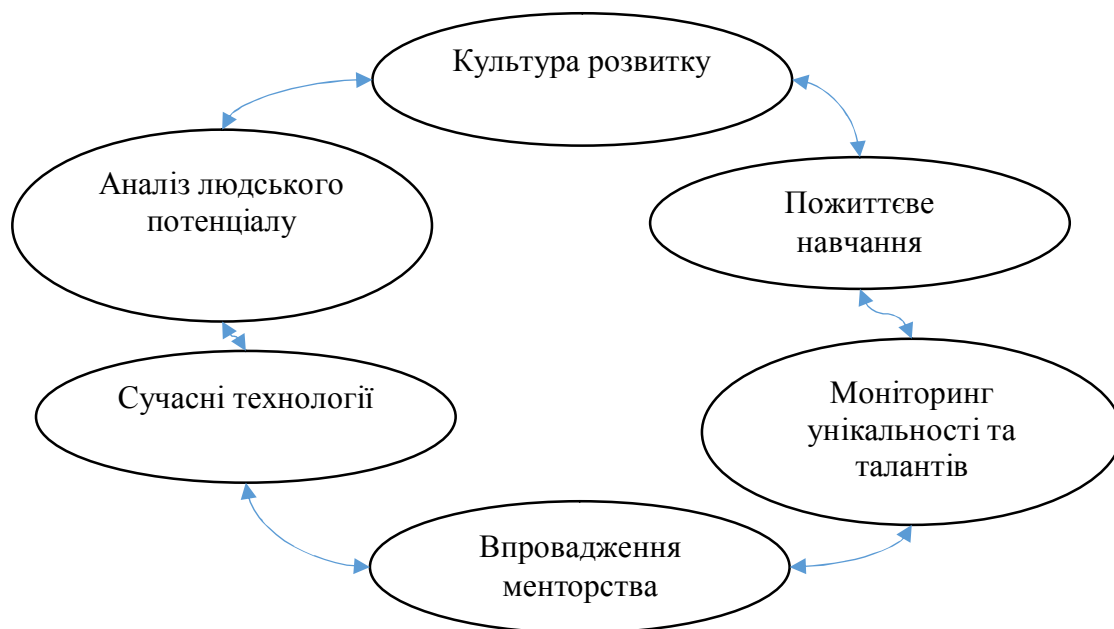 Культура розвитку
Аналіз людського
потенціалу
Пожиттєве
навчання
Сучасні технології
Моніторинг
унікальності та
талантів
Впровадження
менторства